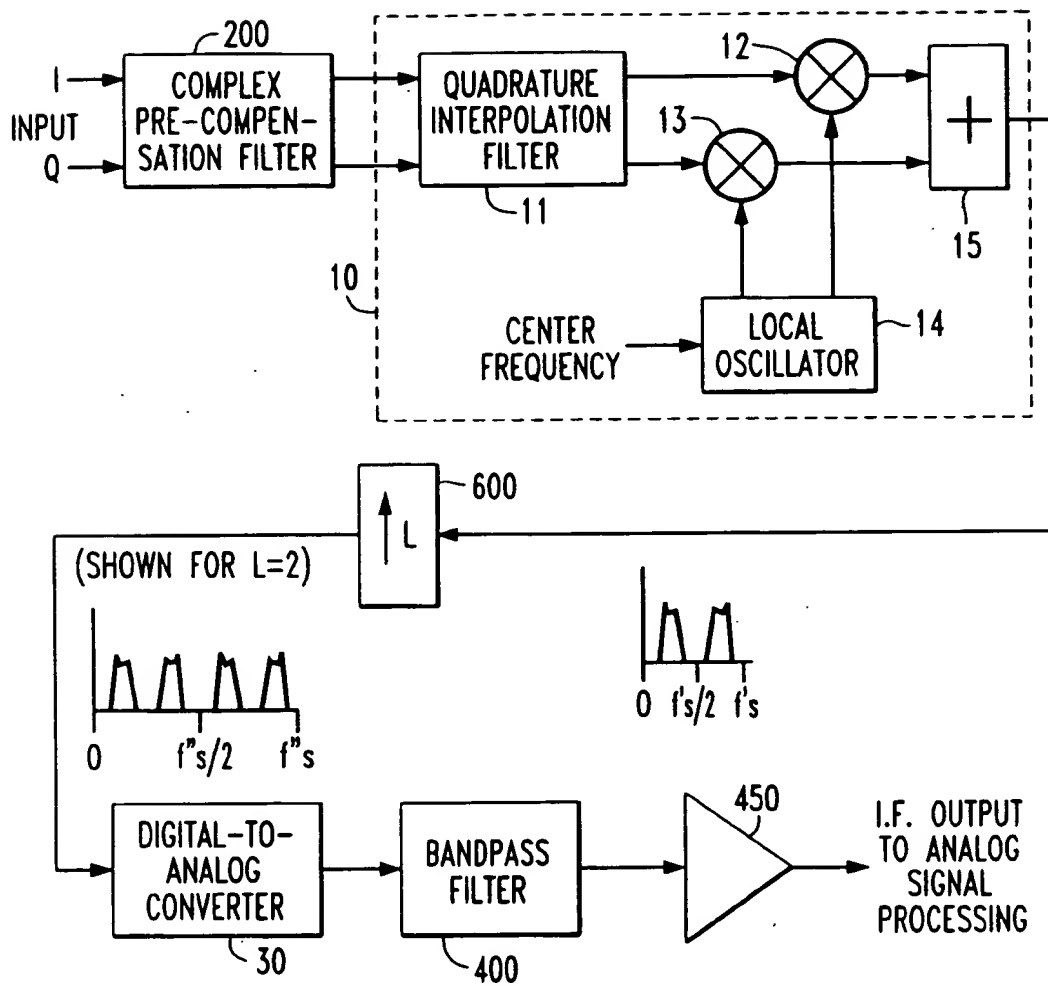 200
I
INPUT
Q
COMPLEX
PRE-COMPEN-
SATION FILTER
QUADRATURE
INTERPOLATION
FILTER
11
12
13
+
15
10
CENTER
FREQUENCY
LOCAL
OSCILLATOR
14
600
↑ L
(SHOWN FOR L=2)
0
f"s/2
f"s
0
f's/2
f's
DIGITAL-TO-
ANALOG
CONVERTER
30
BANDPASS
FILTER
400
450
I.F. OUTPUT
TO ANALOG
SIGNAL
PROCESSING